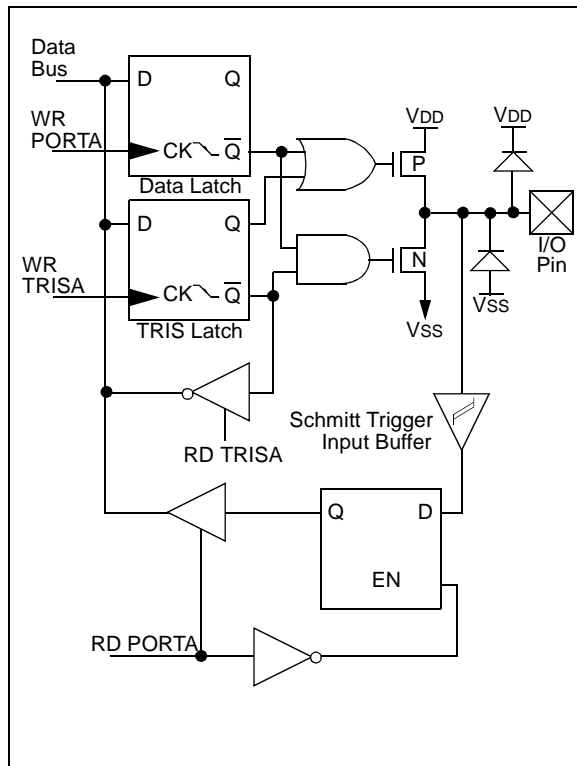 Data
Bus
D Q
WR
PORTA
CK Q
Data Latch
VDD
VDD
P
D Q
I/O
Pin
WR
TRISA
CK Q
TRIS Latch
N
VSS
VSS
RD TRISA
Schmitt Trigger
Input Buffer
Q D
EN
RD PORTA